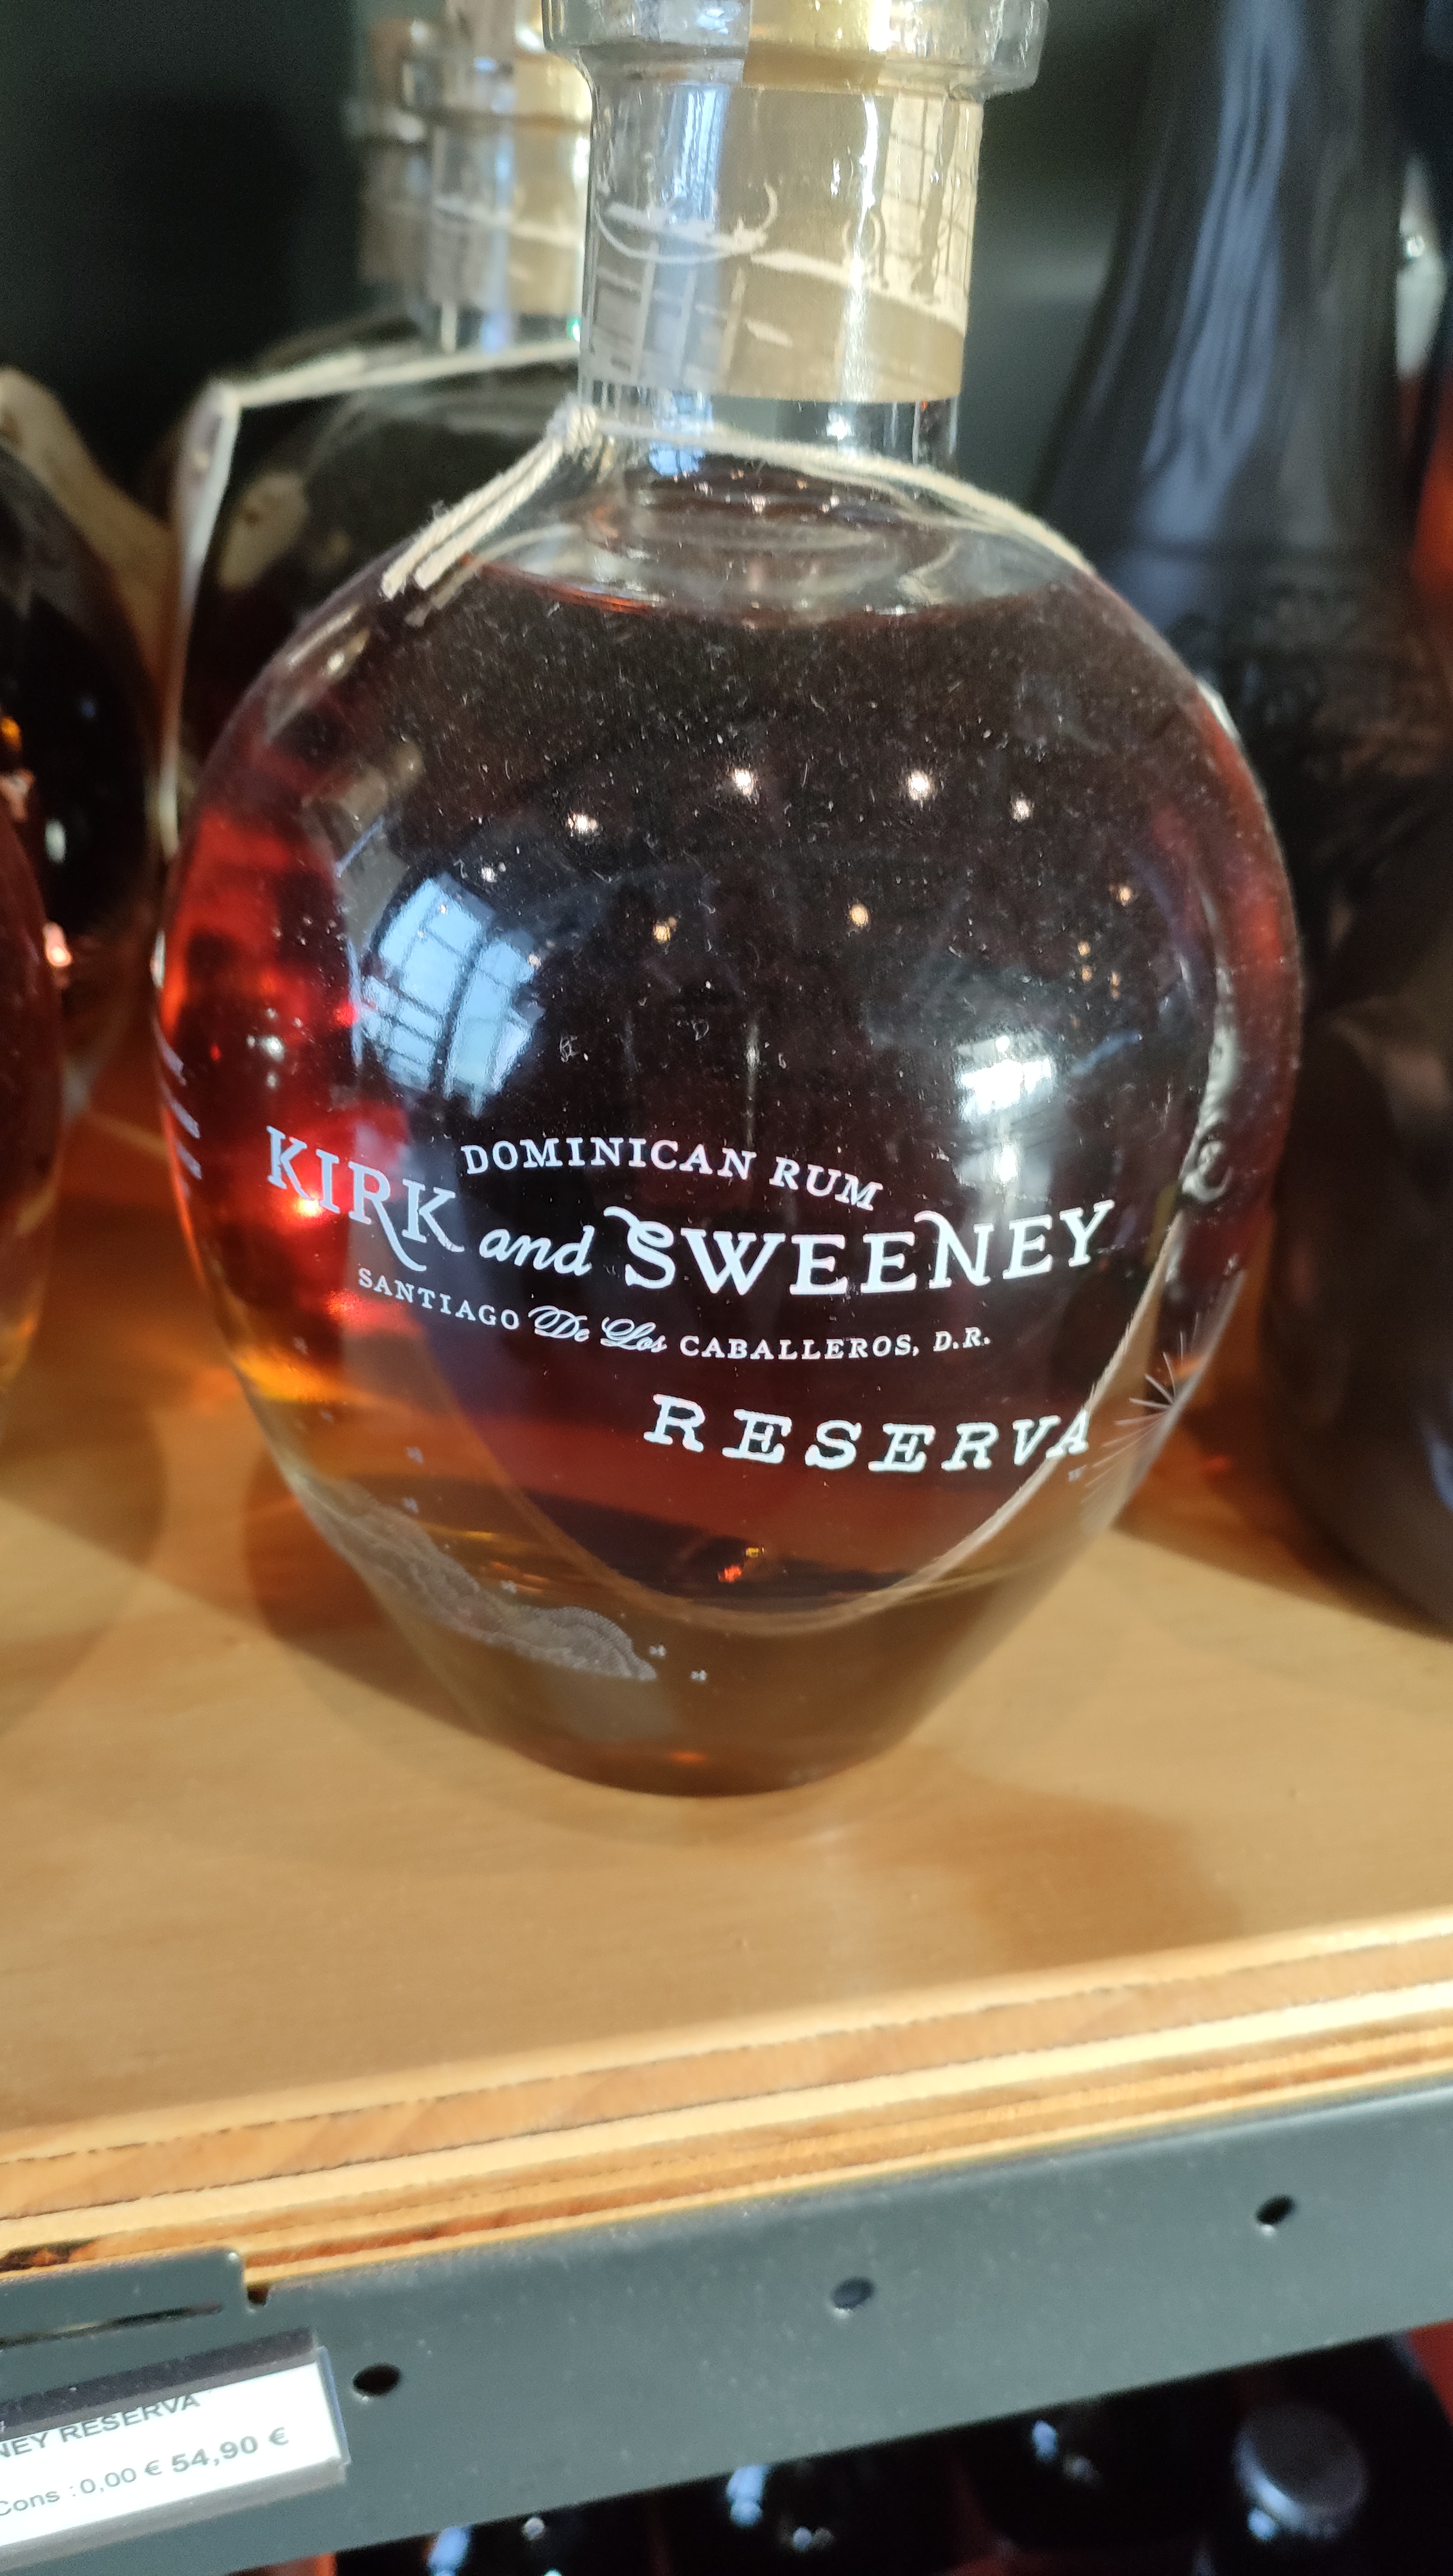 DOMINICAN RUM
KIRK and SWEENEY
SANTIAGO De Los CABALLEROS, D.R.
RESERVA
NEY RESERVA
Cons : 0,00 € 54,90 €